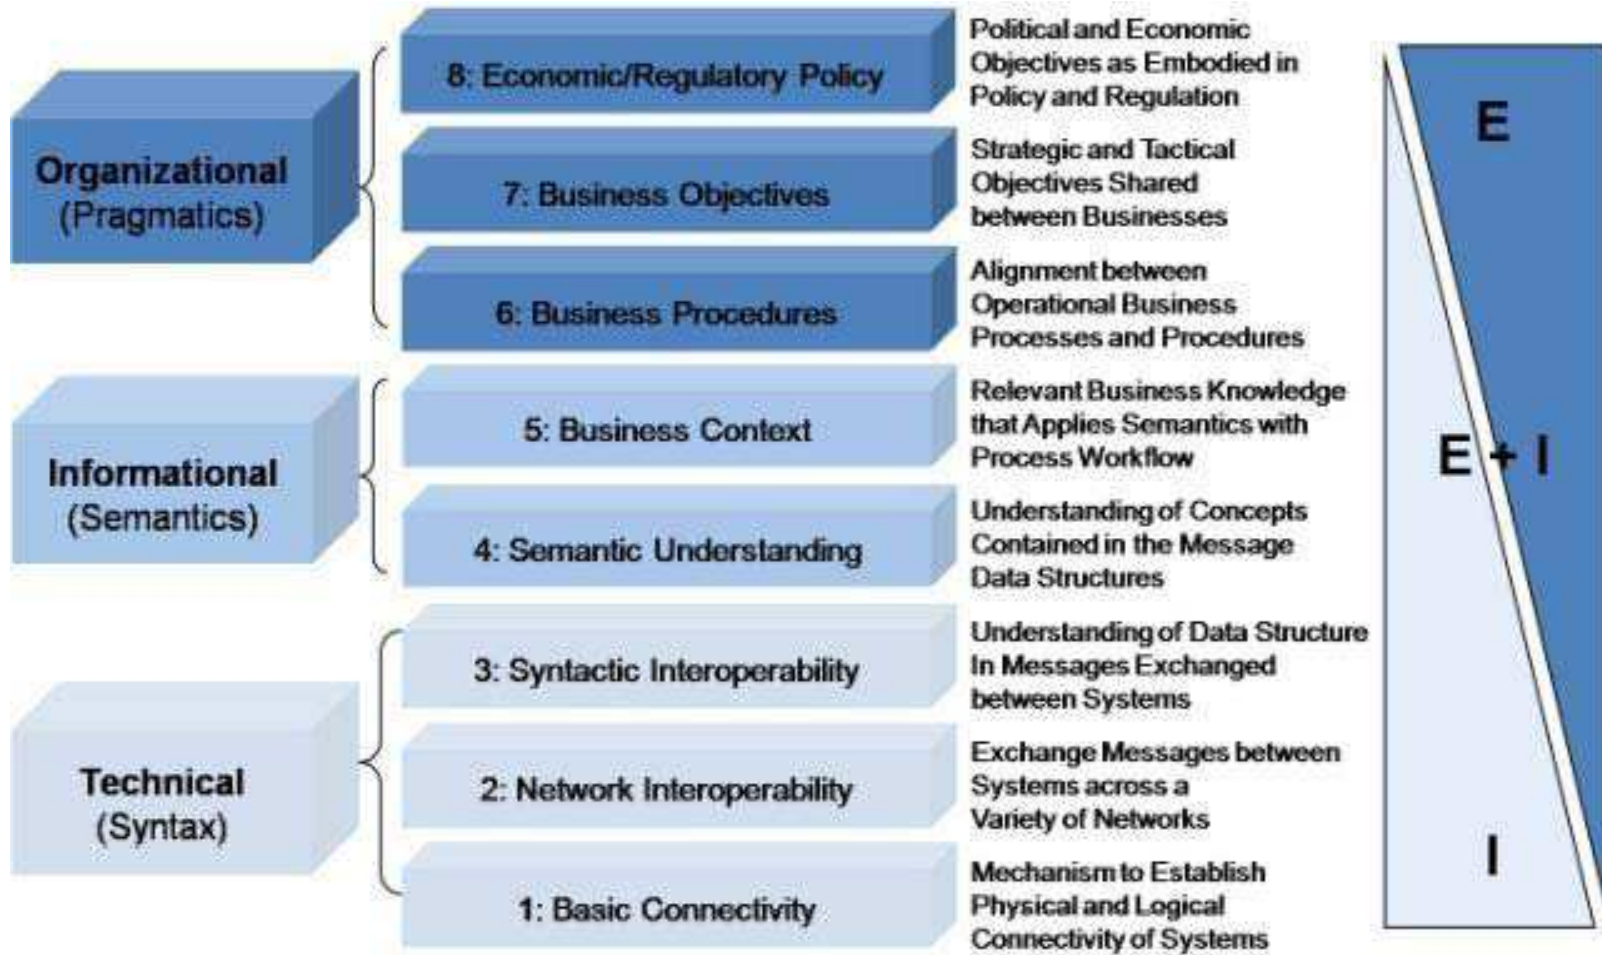 Organizational
(Pragmatics)
8: Economic/Regulatory Policy
Political and Economic
Objectives as Embodied in
Policy and Regulation
7: Business Objectives
Strategic and Tactical
Objectives Shared
between Businesses
6: Business Procedures
Alignment between
Operational Business
Processes and Procedures
Informational
(Semantics)
5: Business Context
Relevant Business Knowledge
that Applies Semantics with
Process Workflow
4: Semantic Understanding
Understanding of Concepts
Contained in the Message
Data Structures
Technical
(Syntax)
3: Syntactic Interoperability
Understanding of Data Structure
In Messages Exchanged
between Systems
2: Network Interoperability
Exchange Messages between
Systems across a
Variety of Networks
1: Basic Connectivity
Mechanism to Establish
Physical and Logical
Connectivity of Systems
E
E + I
I